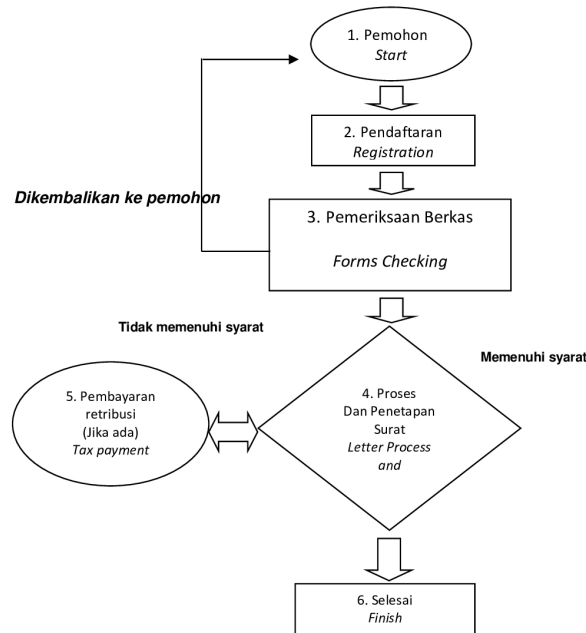 1. Pemohon
Start
2. Pendaftaran
Registration
Dikembalikan ke pemohon
3. Pemeriksaan Berkas
Forms Checking
Tidak memenuhi syarat
Memenuhi syarat
5. Pembayaran
retribusi
(Jika ada)
Tax payment
4. Proses
Dan Penetapan
Surat
Letter Process
and
6. Selesai
Finish